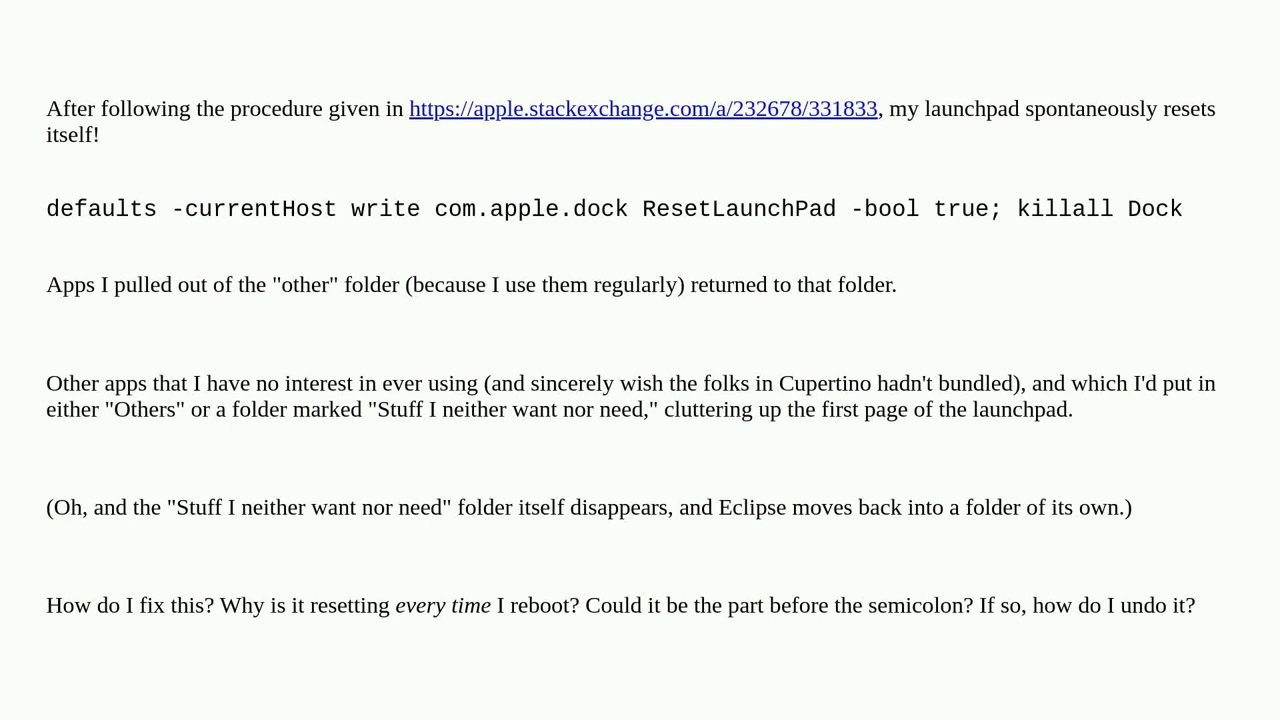 After following the procedure given in https://apple.stackexchange.com/a/232678/331833, my launchpad spontaneously resets
itself!
defaults -currentHost write com.apple.dock ResetLaunchPad -bool true; killall Dock
Apps I pulled out of the "other" folder (because I use them regularly) returned to that folder.
Other apps that I have no interest in ever using (and sincerely wish the folks in Cupertino hadn't bundled), and which I'd put in
either "Others" or a folder marked "Stuff I neither want nor need," cluttering up the first page of the launchpad.
(Oh, and the "Stuff I neither want nor need" folder itself disappears, and Eclipse moves back into a folder of its own.)
How do I fix this? Why is it resetting every time I reboot? Could it be the part before the semicolon? If so, how do I undo it?